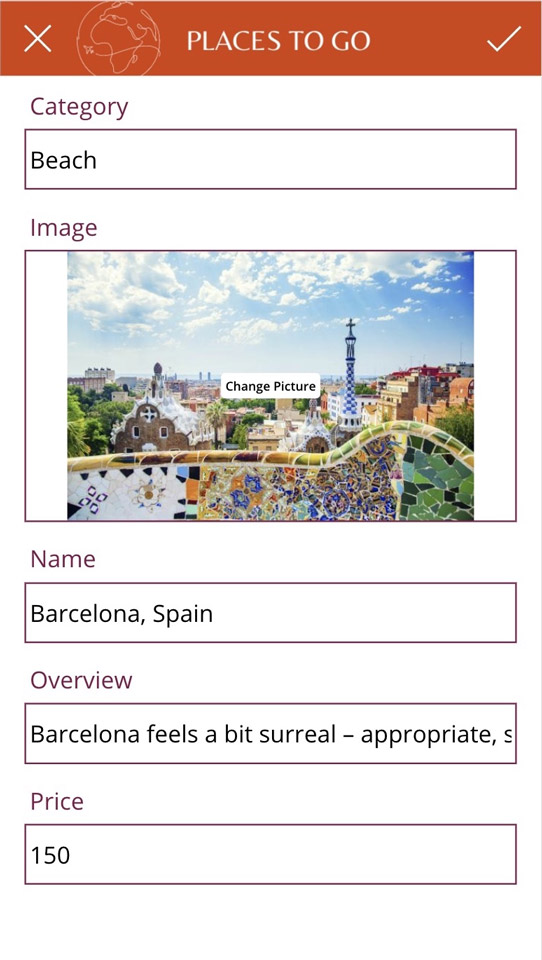 PLACES TO GO
Category
Beach
Image
Change Picture
Name
Barcelona, Spain
Overview
Barcelona feels a bit surreal – appropriate, s
Price
150